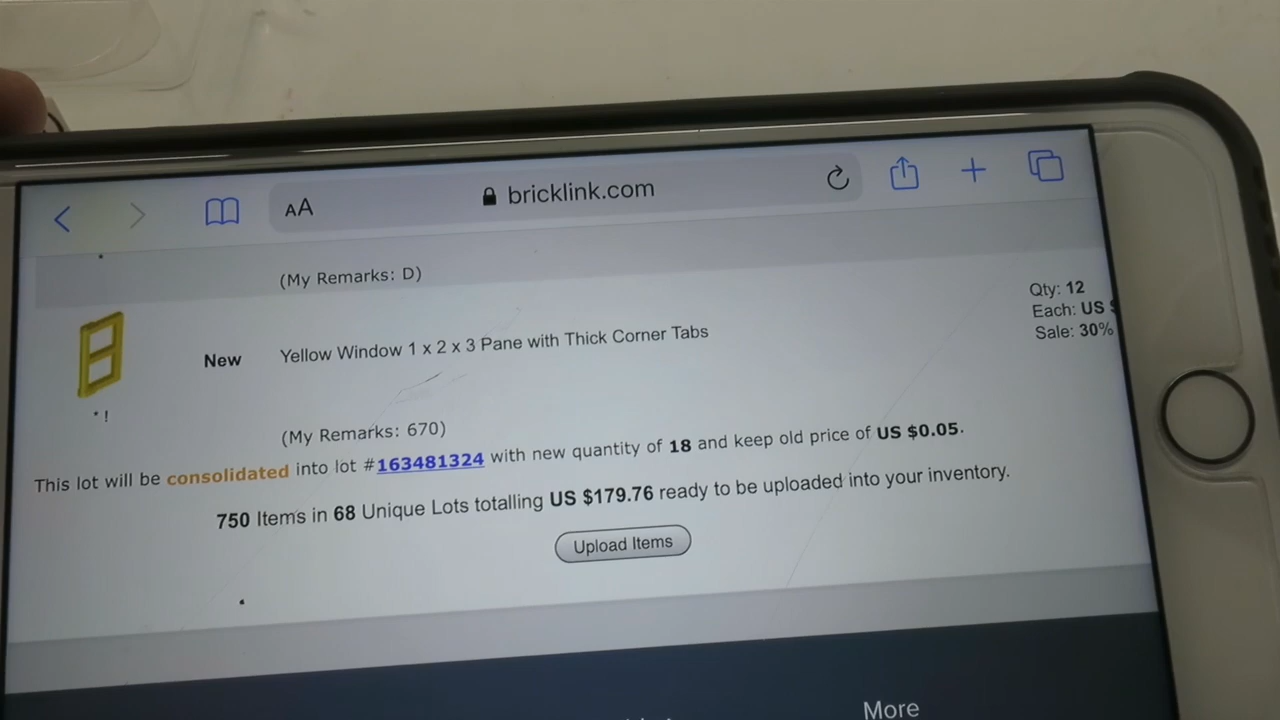 AA bricklink.com
(My Remarks: D)
New Yellow Window 1 x 2 x 3 Pane with Thick Corner Tabs
Qty: 12
Each: US $
Sale: 30%
*!
(My Remarks: 670)
This lot will be consolidated into lot #163481324 with new quantity of 18 and keep old price of US $0.05.
750 Items in 68 Unique Lots totalling US $179.76 ready to be uploaded into your inventory.
Upload Items
More